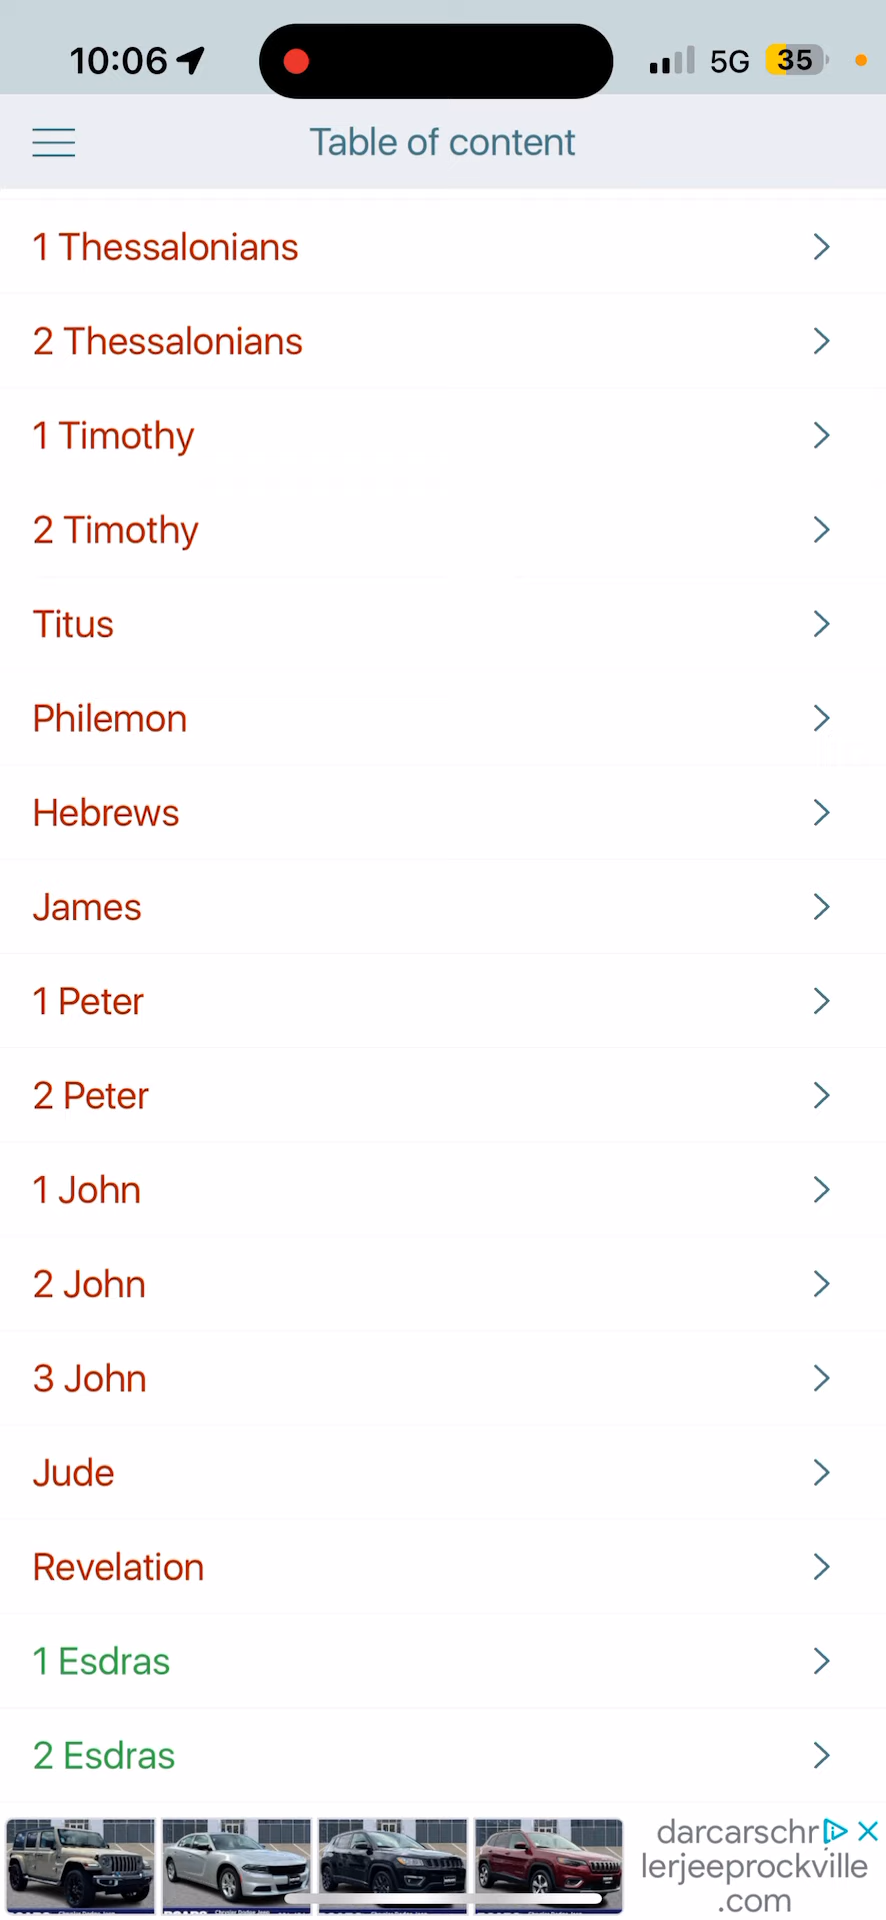 10:06
5G 35
Table of content
1 Thessalonians
2 Thessalonians
1 Timothy
2 Timothy
Titus
Philemon
Hebrews
James
1 Peter
2 Peter
1 John
2 John
3 John
Jude
Revelation
1 Esdras
2 Esdras
darcarschr
lerjeeprockville
.com